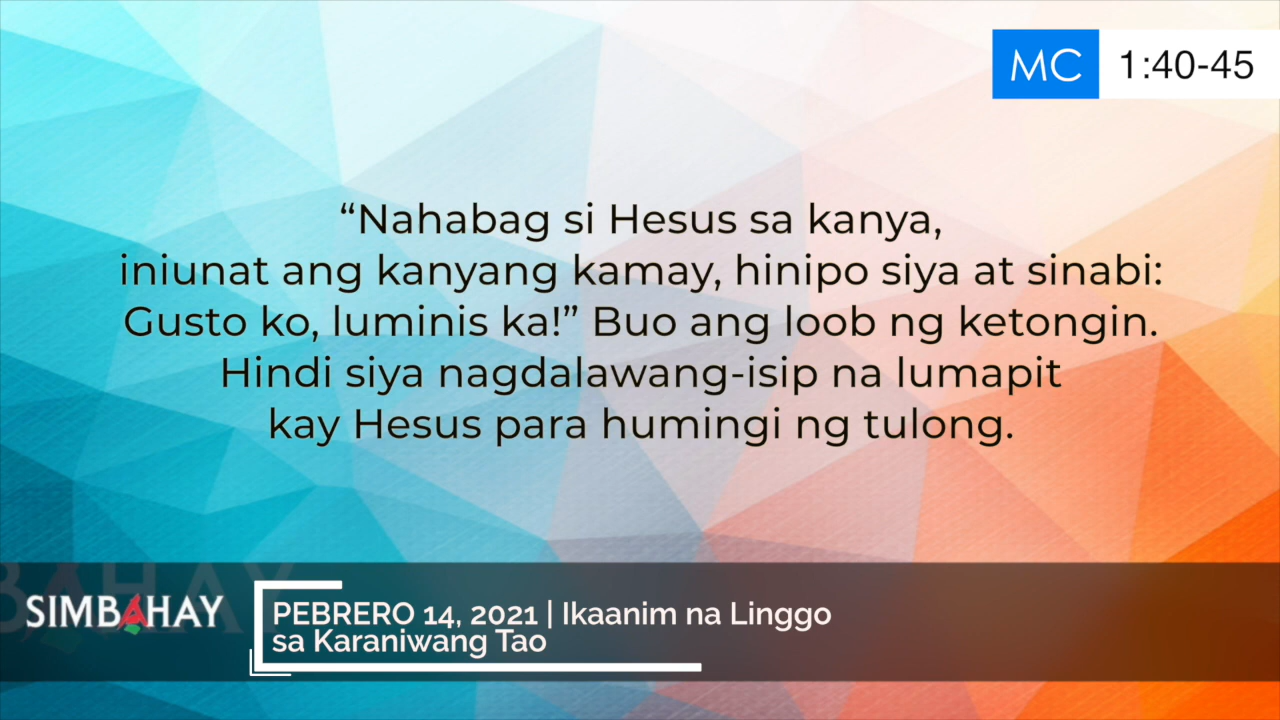 MC 1:40-45
“Nahabag si Hesus sa kanya,
iniunat ang kanyang kamay, hinipo siya at sinabi:
Gusto ko, luminis ka!” Buo ang loob ng ketongin.
Hindi siya nagdalawang-isip na lumapit
kay Hesus para humingi ng tulong.
SIMBAHAY
PEBRERO 14, 2021 | Ikaanim na Linggo
sa Karaniwang Tao